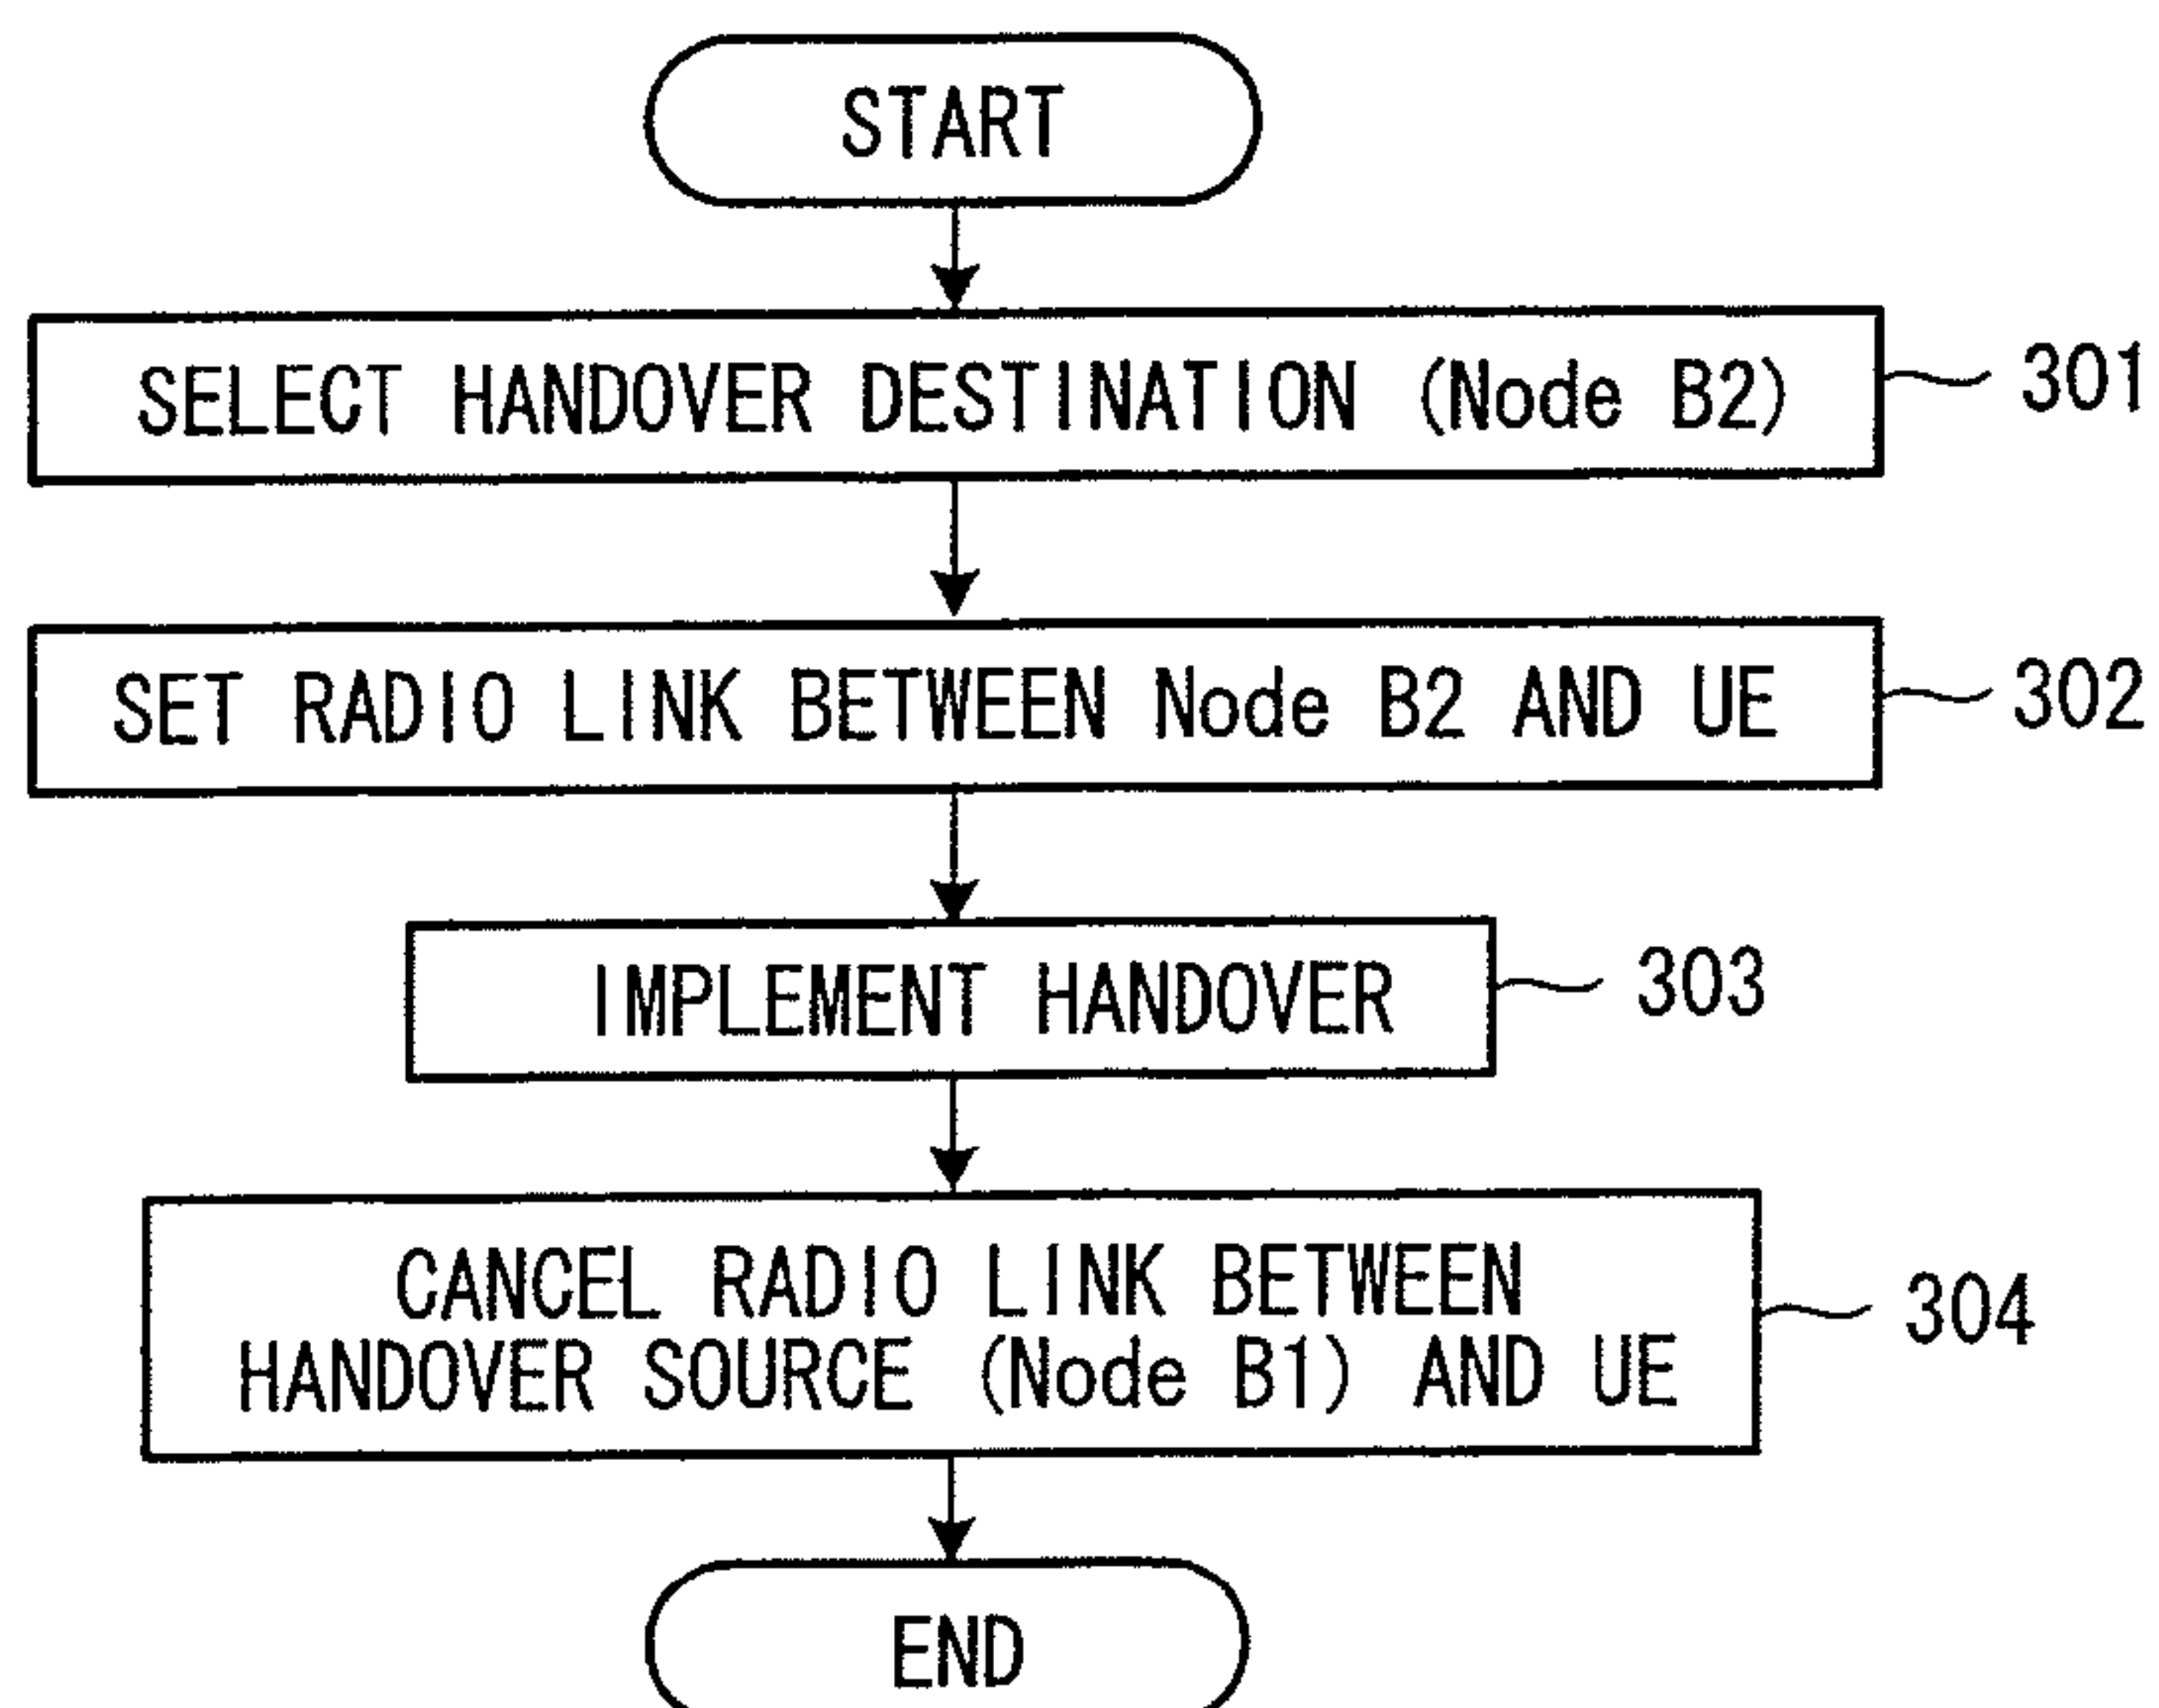 START
SELECT HANDOVER DESTINATION (Node B2)
301
SET RADIO LINK BETWEEN Node B2 AND UE
302
IMPLEMENT HANDOVER
303
CANCEL RADIO LINK BETWEEN
HANDOVER SOURCE (Node B1) AND UE
304
END